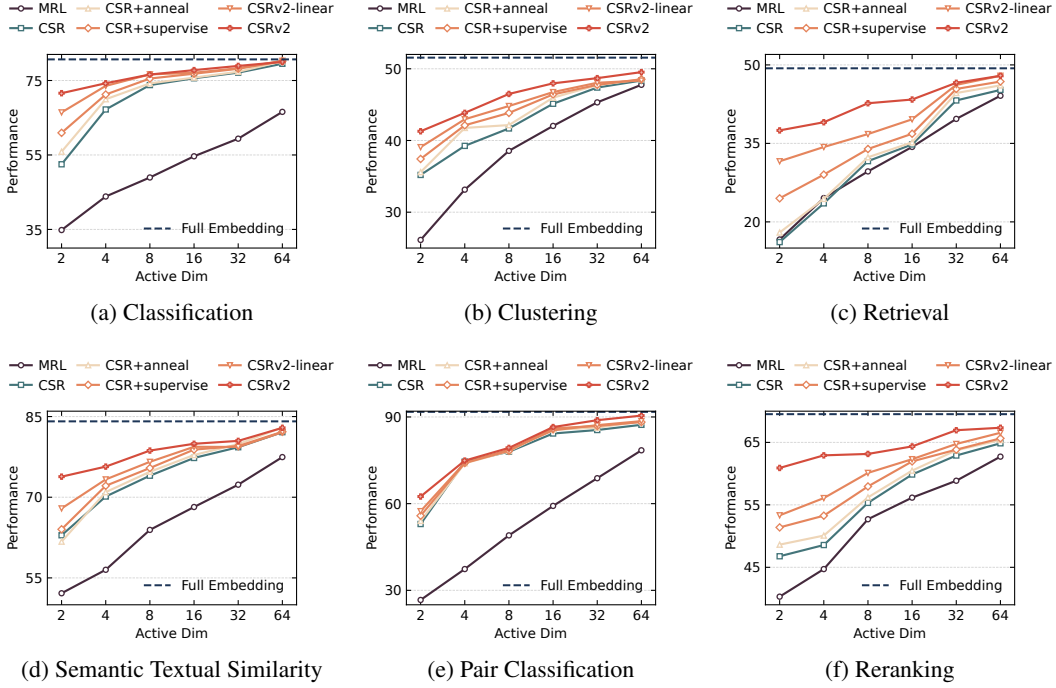 MRL CSR+anneal CSRv2-linear
CSR CSR+supervise CSRv2
75
55
35
Performance
Full Embedding
2 4 8 16 32 64
Active Dim
(a) Classification
MRL CSR+anneal CSRv2-linear
CSR CSR+supervise CSRv2
50
40
30
Performance
Full Embedding
2 4 8 16 32 64
Active Dim
(b) Clustering
MRL CSR+anneal CSRv2-linear
CSR CSR+supervise CSRv2
50
35
20
Performance
Full Embedding
2 4 8 16 32 64
Active Dim
(c) Retrieval
MRL CSR+anneal CSRv2-linear
CSR CSR+supervise CSRv2
85
70
55
Performance
Full Embedding
2 4 8 16 32 64
Active Dim
(d) Semantic Textual Similarity
MRL CSR+anneal CSRv2-linear
CSR CSR+supervise CSRv2
90
60
30
Performance
Full Embedding
2 4 8 16 32 64
Active Dim
(e) Pair Classification
MRL CSR+anneal CSRv2-linear
CSR CSR+supervise CSRv2
65
55
45
Performance
Full Embedding
2 4 8 16 32 64
Active Dim
(f) Reranking